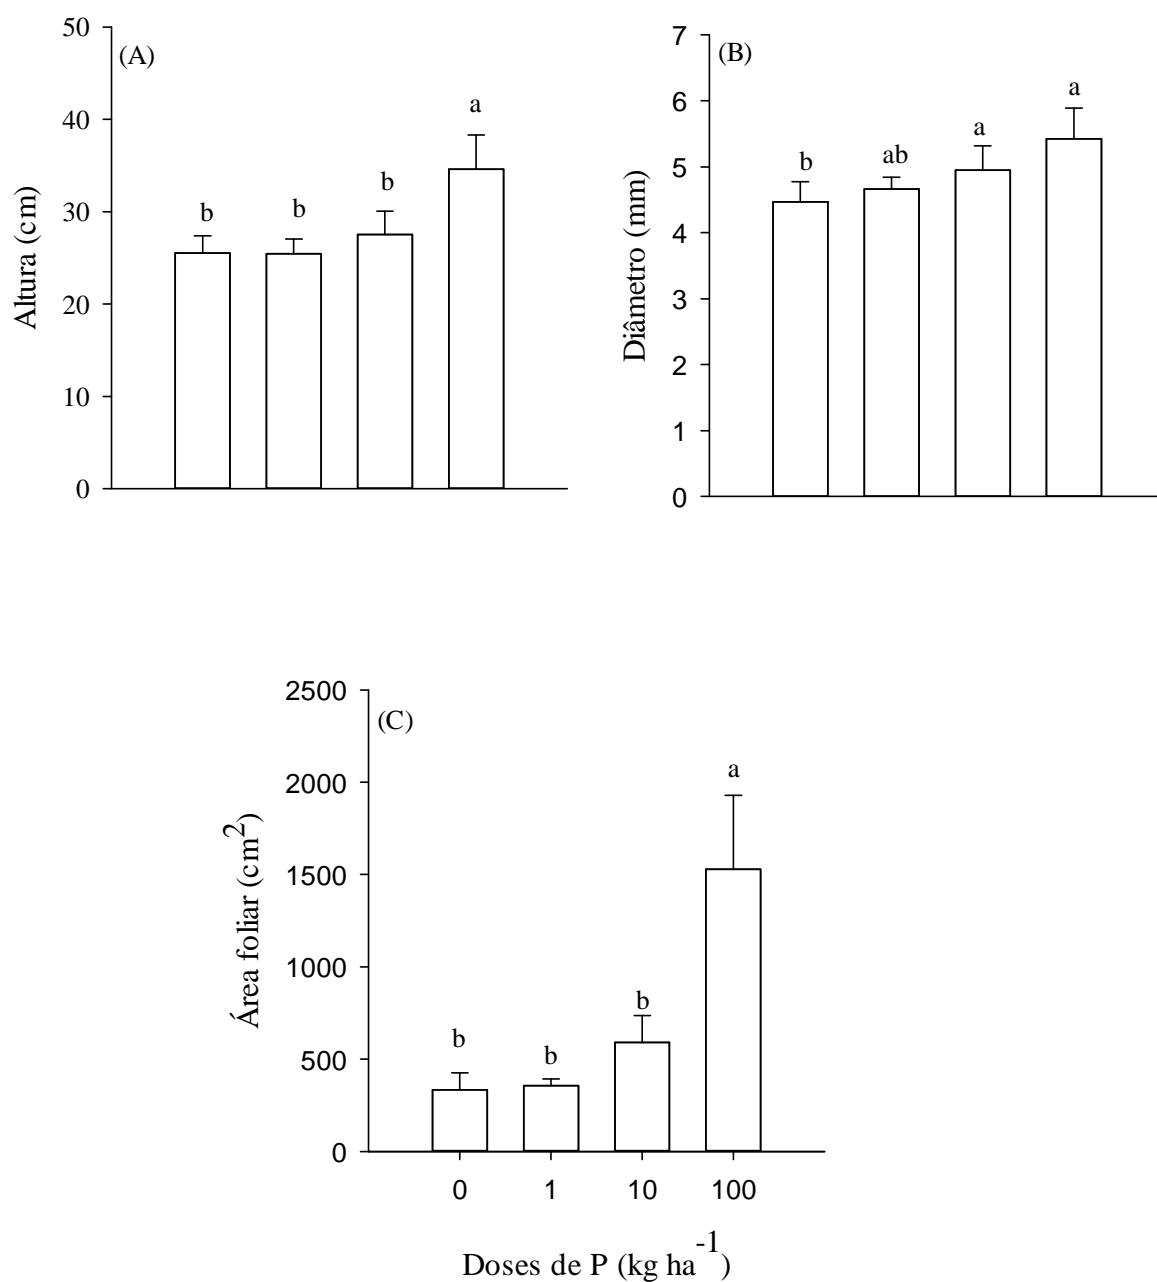 (A)
Altura (cm)
50
40
30
20
10
0
b
b
b
a
(B)
Diâmetro (mm)
7
6
5
4
3
2
1
0
b
ab
a
a
(C)
Área foliar (cm²)
2500
2000
1500
1000
500
0
b
b
b
a
0 1 10 100
Doses de P (kg ha⁻¹)